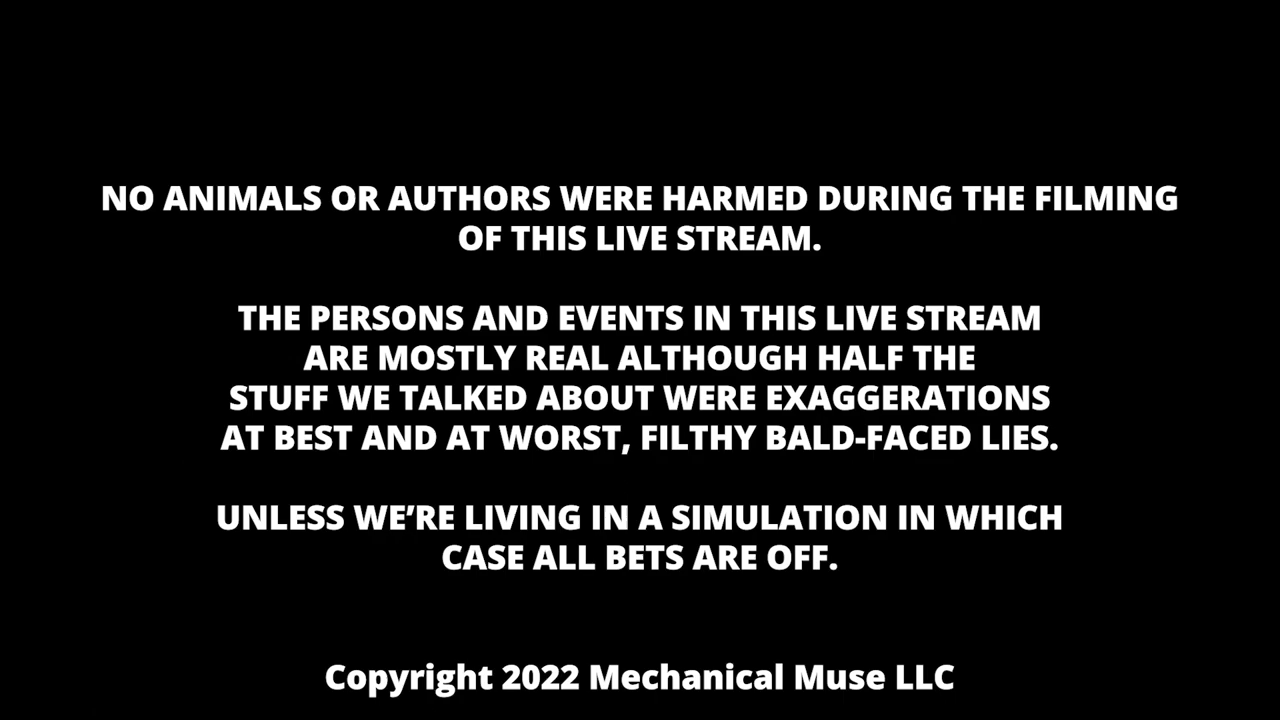 NO ANIMALS OR AUTHORS WERE HARMED DURING THE FILMING
OF THIS LIVE STREAM.
THE PERSONS AND EVENTS IN THIS LIVE STREAM
ARE MOSTLY REAL ALTHOUGH HALF THE
STUFF WE TALKED ABOUT WERE EXAGGERATIONS
AT BEST AND AT WORST, FILTHY BALD-FACED LIES.
UNLESS WE’RE LIVING IN A SIMULATION IN WHICH
CASE ALL BETS ARE OFF.
Copyright 2022 Mechanical Muse LLC